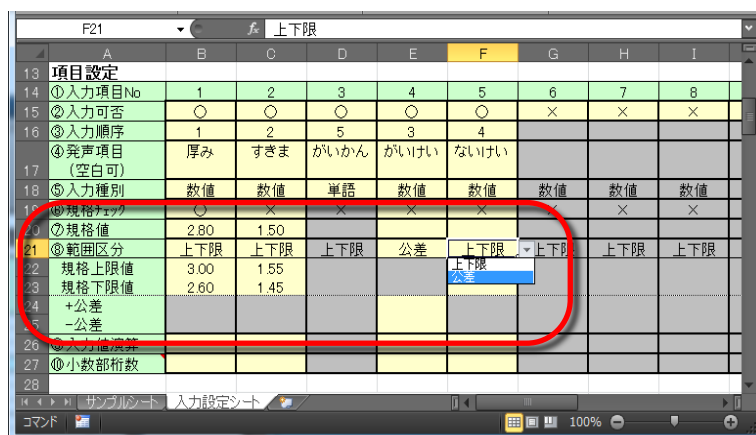 F21 fx 上下限
A B C D E F G H I
13 項目設定
14 ①入力項目No 1 2 3 4 5 6 7 8
15 ②入力可否 ○ ○ ○ ○ ○ × × ×
16 ③入力順序 1 2 5 3 4
④発声項目 厚み すきま がいかん がいけい ないけい
17 (空白可)
18 ⑤入力種別 数値 数値 単語 数値 数値 数値 数値 数値
19 ⑥規格チェック ○ × × × × × ×
20 ⑦規格値 2.80 1.50
21 ⑧範囲区分 上下限 上下限 上下限 公差 上下限 上下限 上下限 上下限
22 規格上限値 3.00 1.55 上下限
23 規格下限値 2.60 1.45 公差
24 +公差
25 -公差
26 ⑨入力値演算
27 ⑩小数部桁数
28
サンプルシート 入力設定シート
コマンド 100%